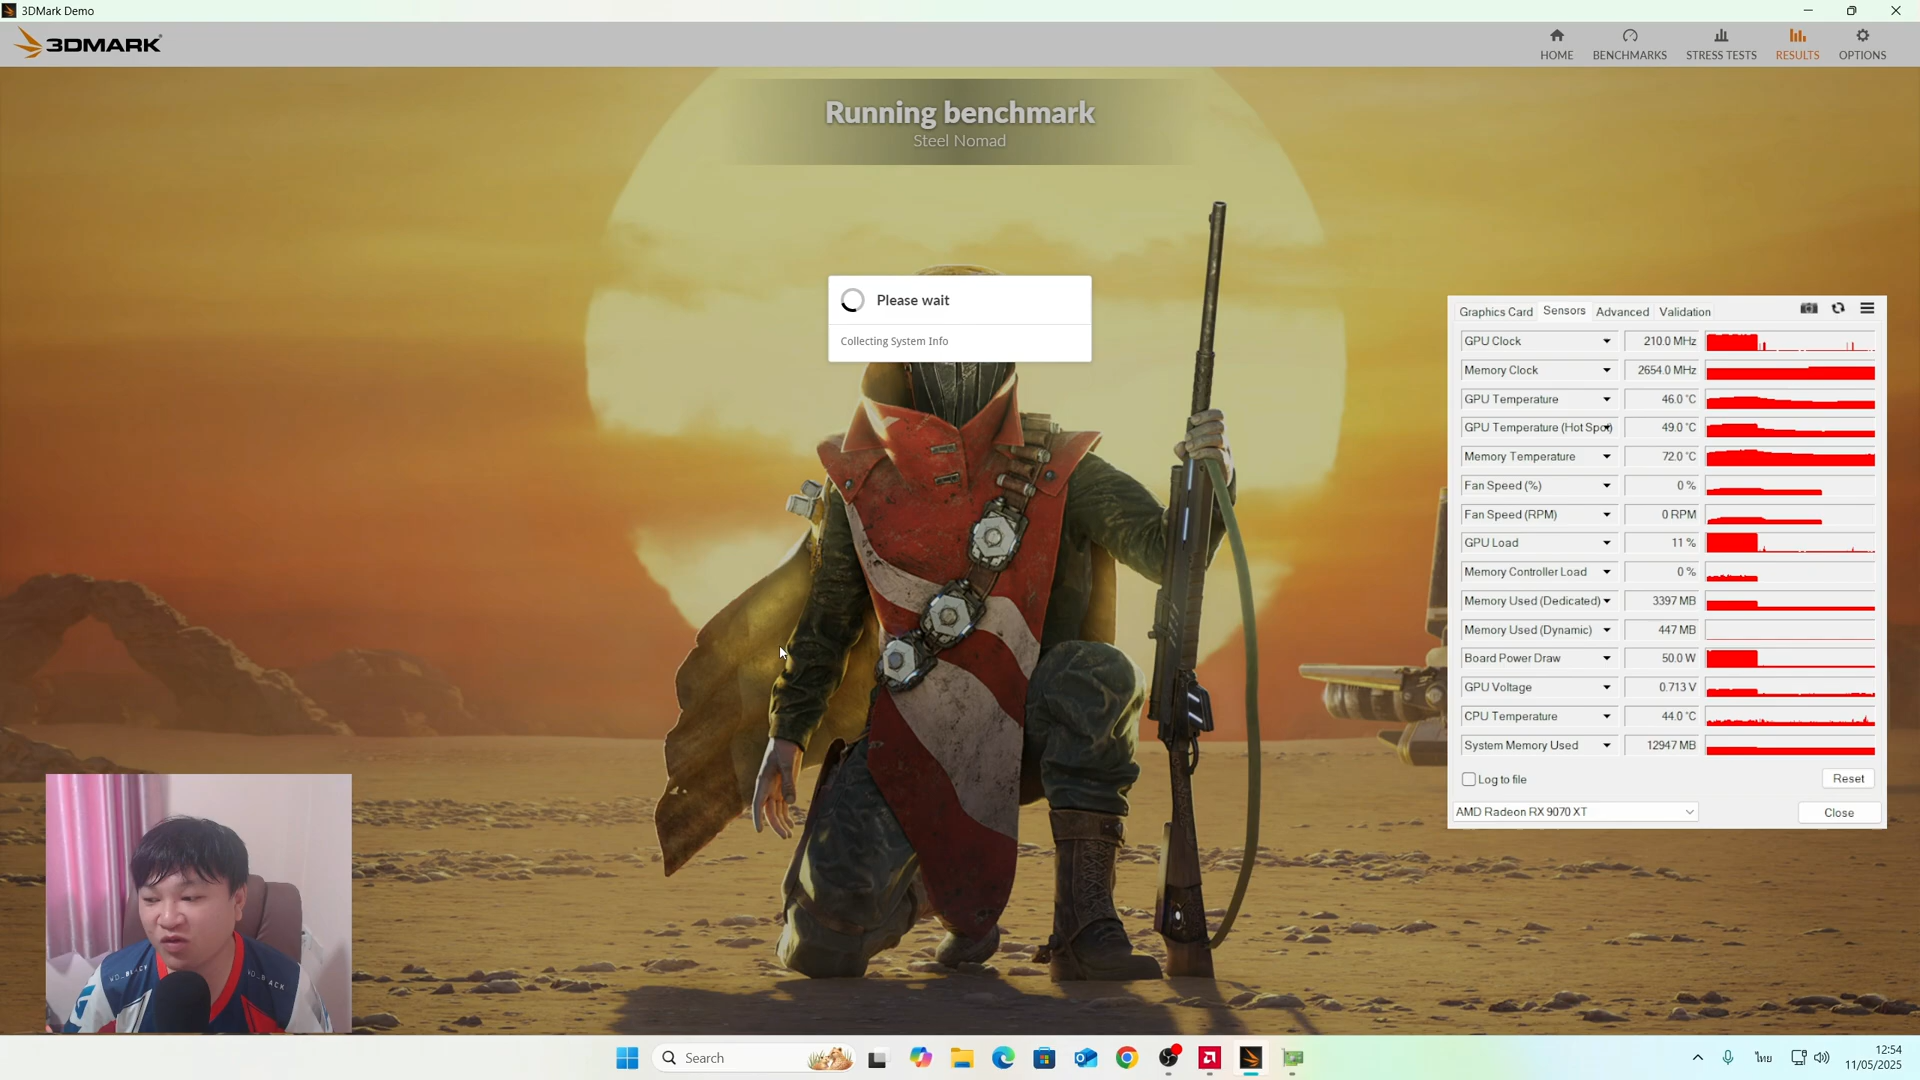 3DMark Demo
3DMARK
HOME
BENCHMARKS
STRESS TESTS
RESULTS
OPTIONS
Running benchmark
Steel Nomad
Please wait
Collecting System Info
Graphics Card Sensors Advanced Validation
GPU Clock 210.0 MHz
Memory Clock 2654.0 MHz
GPU Temperature 46.0 °C
GPU Temperature (Hot Spot) 49.0 °C
Memory Temperature 72.0 °C
Fan Speed (%) 0 %
Fan Speed (RPM) 0 RPM
GPU Load 11 %
Memory Controller Load 0 %
Memory Used (Dedicated) 3397 MB
Memory Used (Dynamic) 447 MB
Board Power Draw 50.0 W
GPU Voltage 0.713 V
CPU Temperature 44.0 °C
System Memory Used 12947 MB
Log to file
Reset
AMD Radeon RX 9070 XT
Close
WD_BLACK
Search
ไทย
12:54
11/05/2025